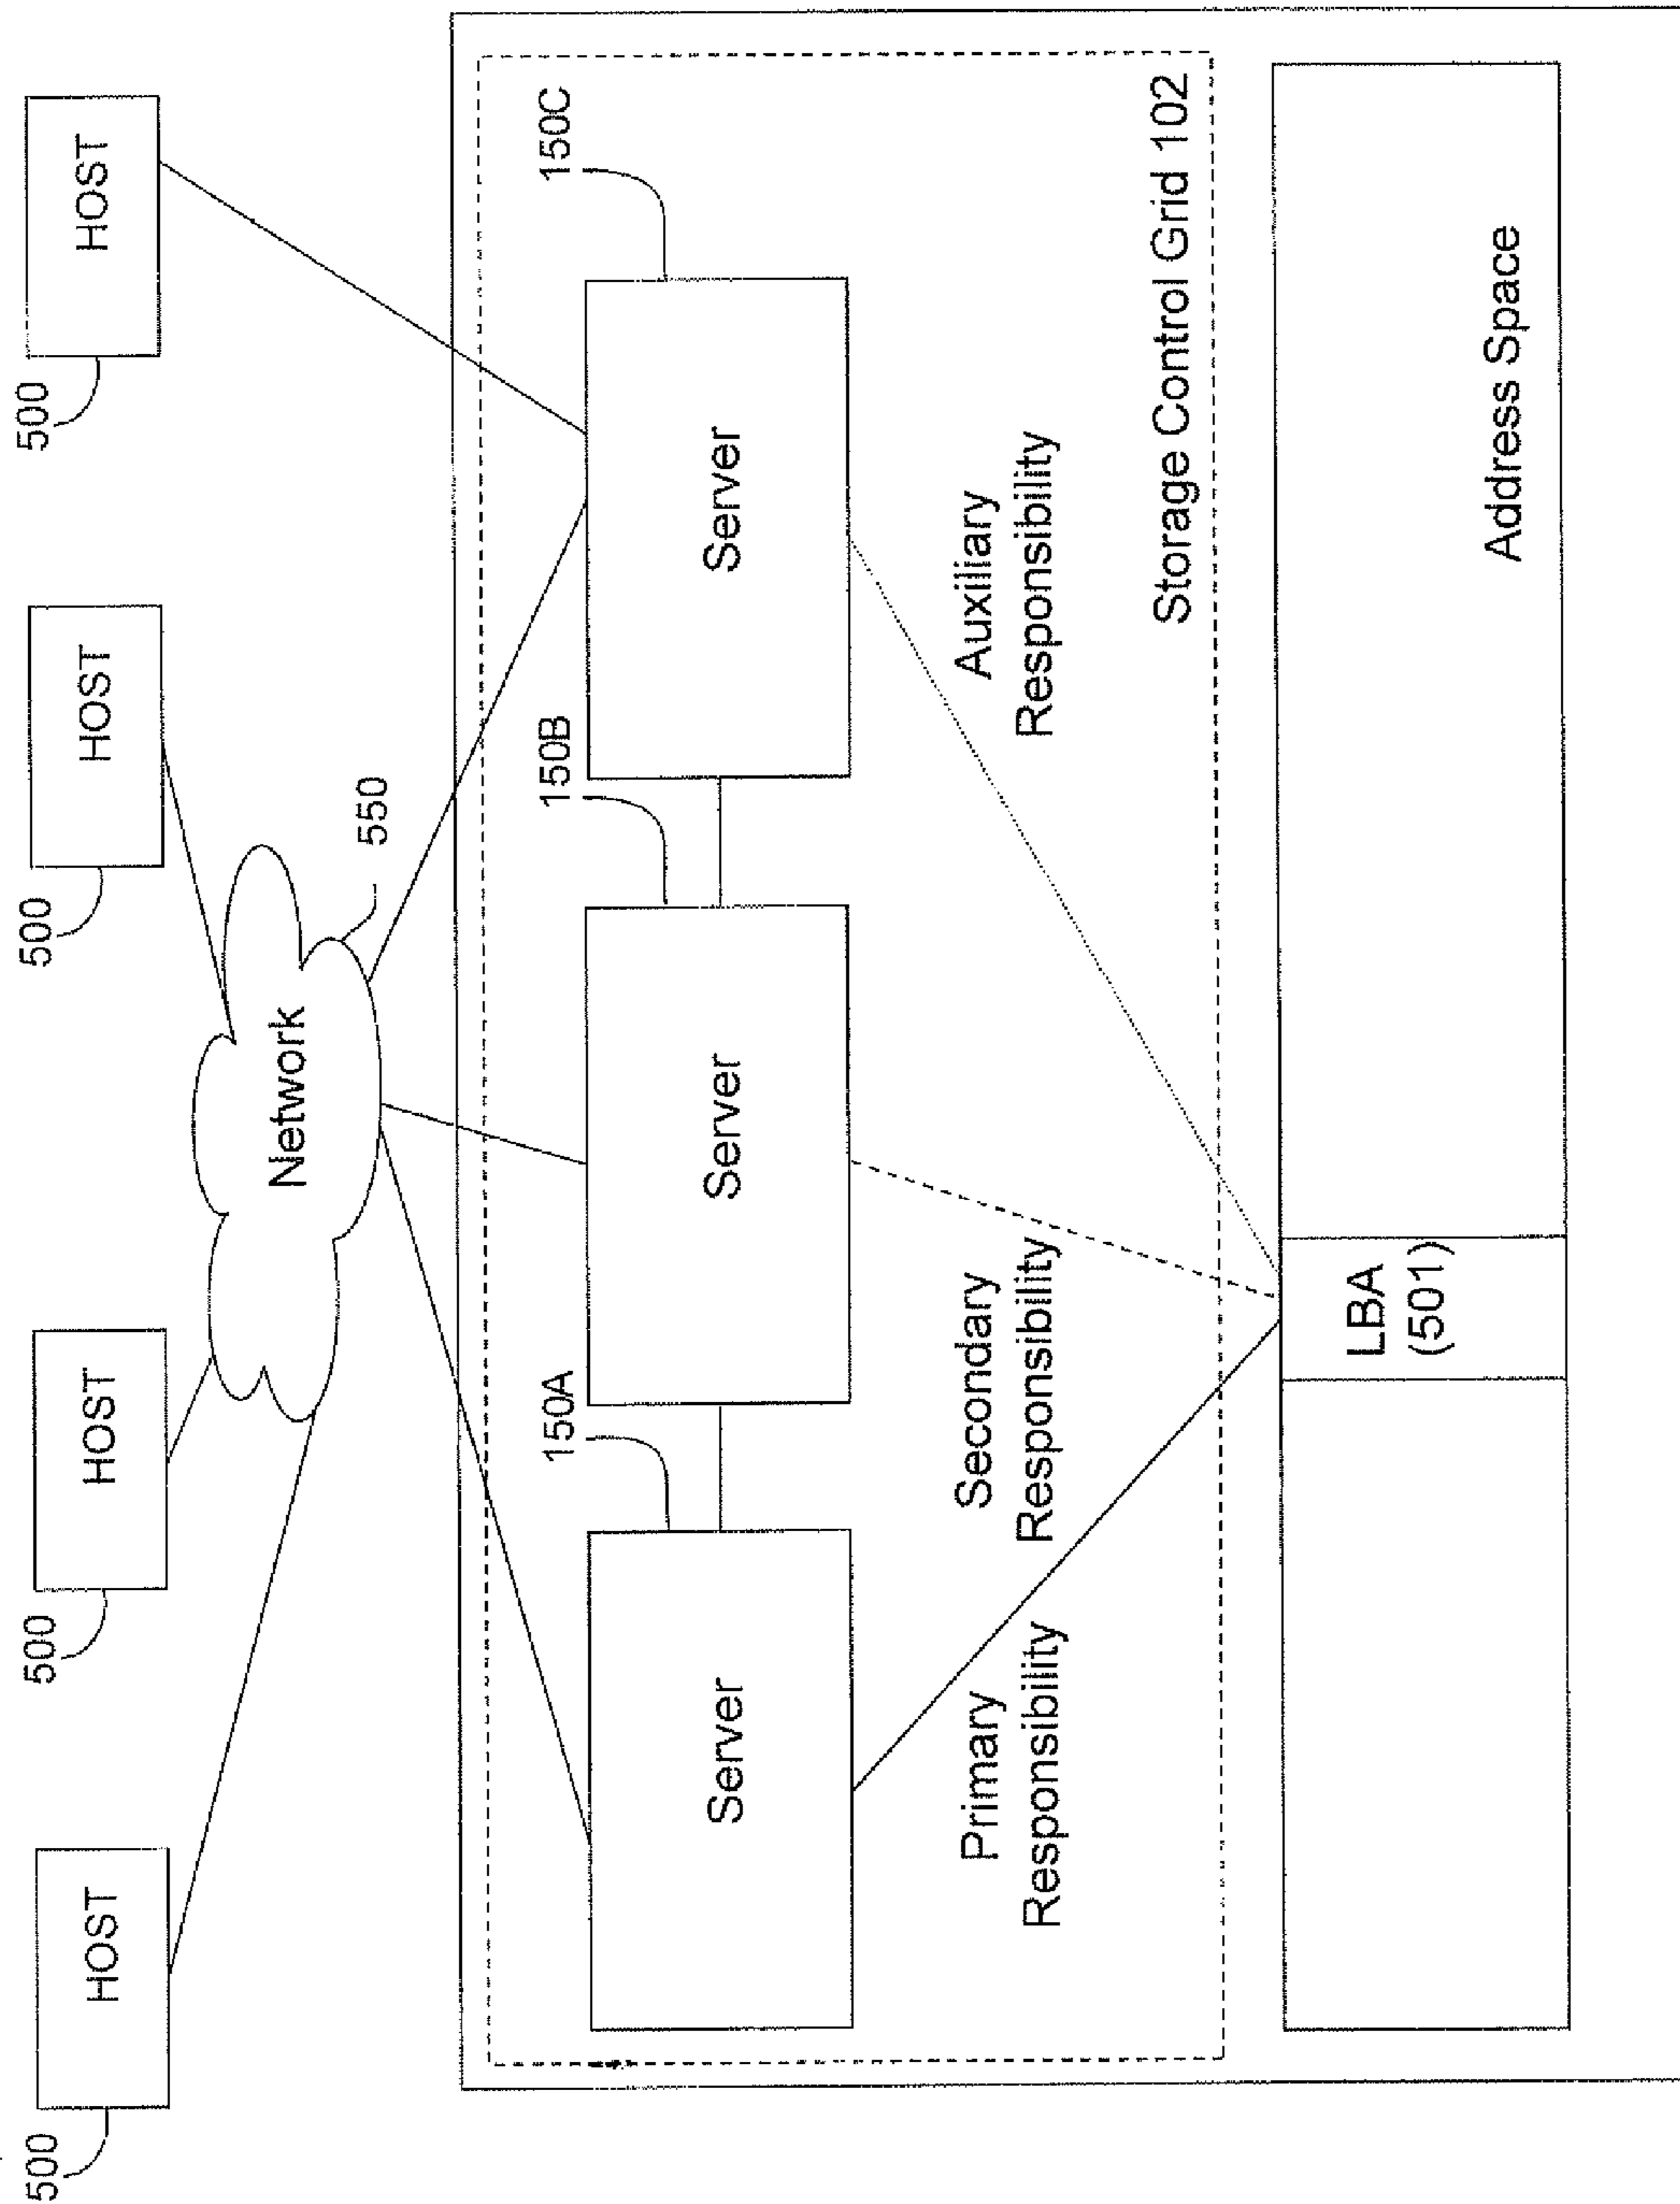 500
500
500
500
HOST
HOST
HOST
HOST
Network
550
150A
150B
150C
Server
Server
Server
Primary
Responsibility
Secondary
Responsibility
Auxiliary
Responsibility
Storage Control Grid 102
LBA
(501)
Address Space